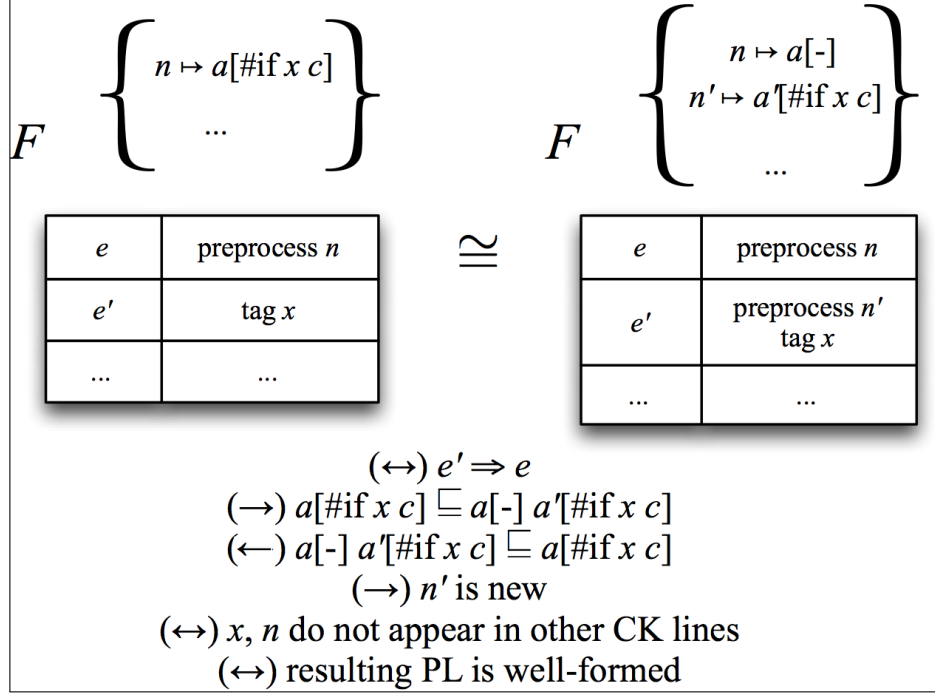 F
n ↦ a[#if x c]
...
e preprocess n
e′ tag x
... ...
≅
F
n ↦ a[-]
n′ ↦ a′[#if x c]
...
e preprocess n
e′ preprocess n′
tag x
... ...
(↔) e′ ⇒ e
(→) a[#if x c] ⊑ a[-] a′[#if x c]
(←) a[-] a′[#if x c] ⊑ a[#if x c]
(→) n′ is new
(↔) x, n do not appear in other CK lines
(↔) resulting PL is well-formed